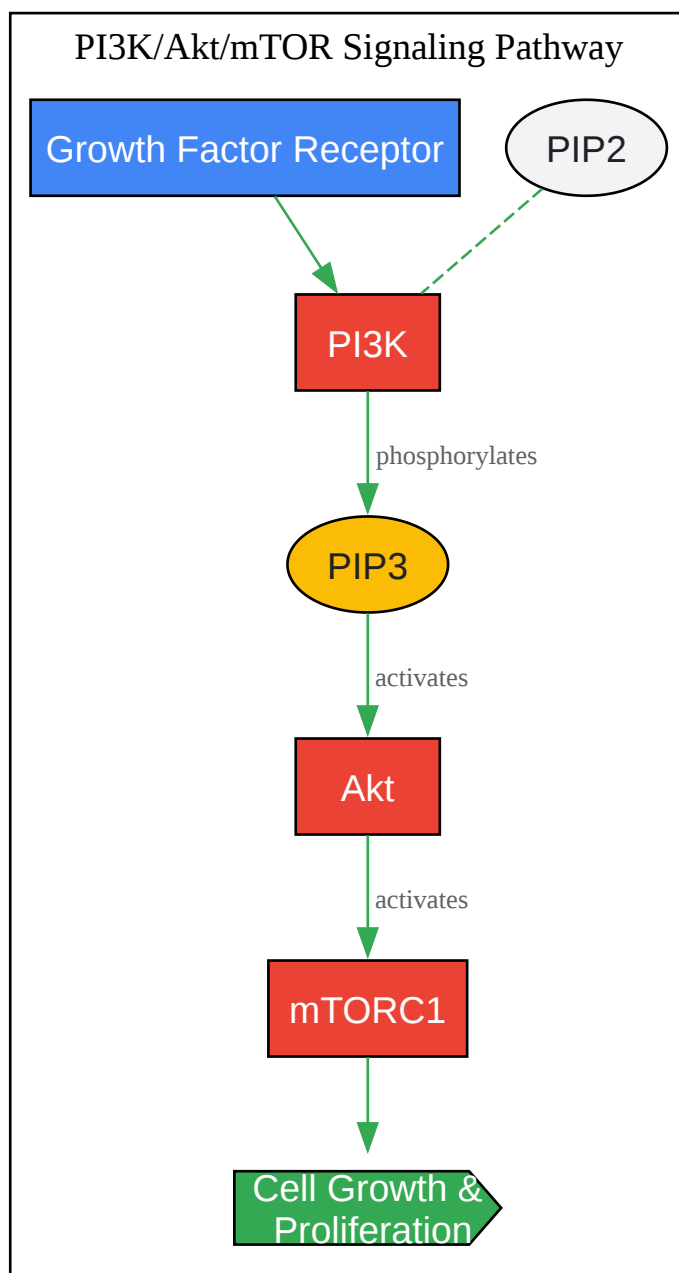 PI3K/Akt/mTOR Signaling Pathway
Growth Factor Receptor
PIP2
PI3K
phosphorylates
PIP3
activates
Akt
activates
mTORC1
Cell Growth &
Proliferation